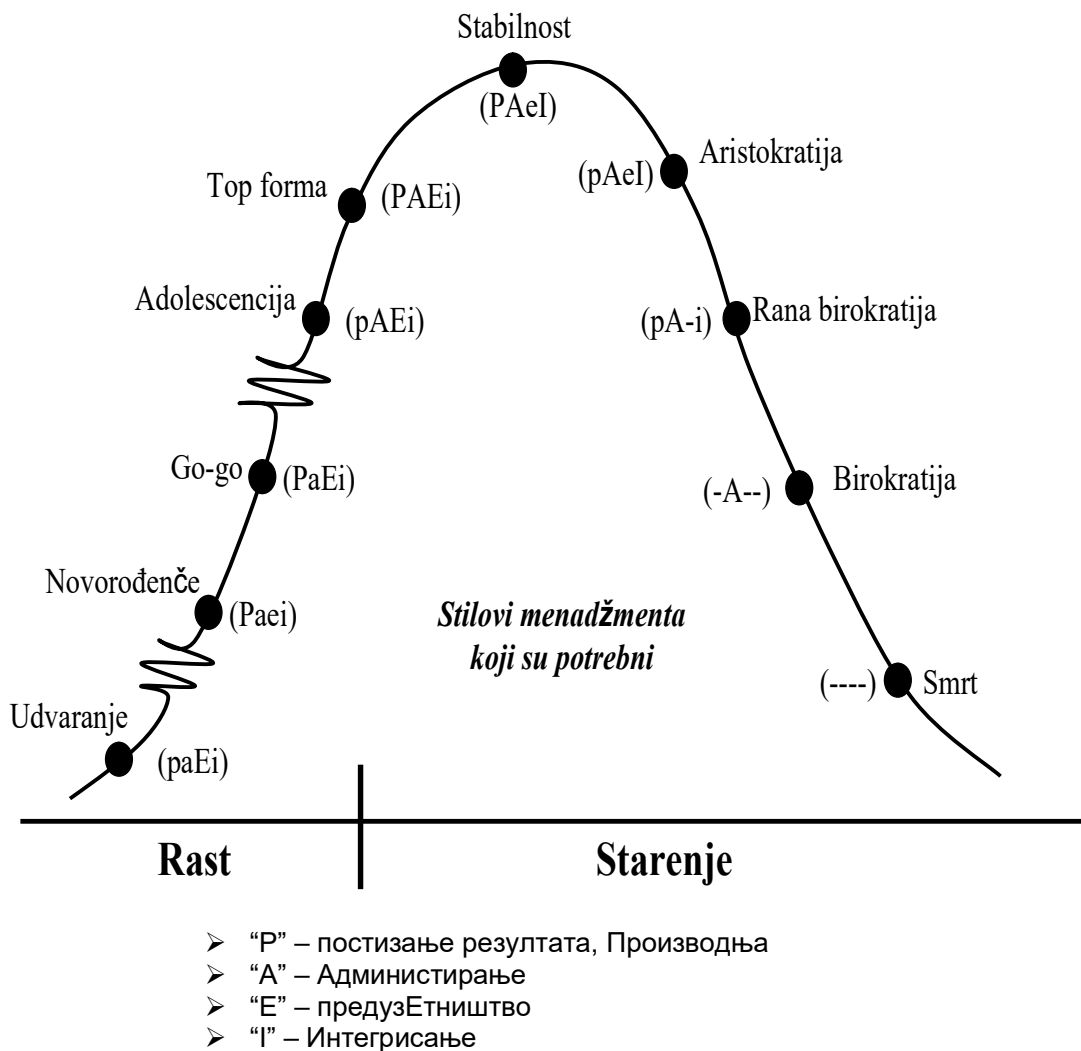 Stabilnost
(PAeI)
Aristokratija
(pAeI)
Top forma
(PAEi)
Adolescencija
(pAEi)
(pA-i)
Rana birokratija
Go-go
(PaEi)
(-A--)
Birokratija
Novorođenče
(Paei)
Stilovi menadžmenta
koji su potrebni
(----)
Smrt
Udvaranje
(paEi)
Rast
Starenje
➢ “P” – постизање резултата, Производња
➢ “A” – Администирање
➢ “E” – предузЕтништво
➢ “I” – Интегрисање